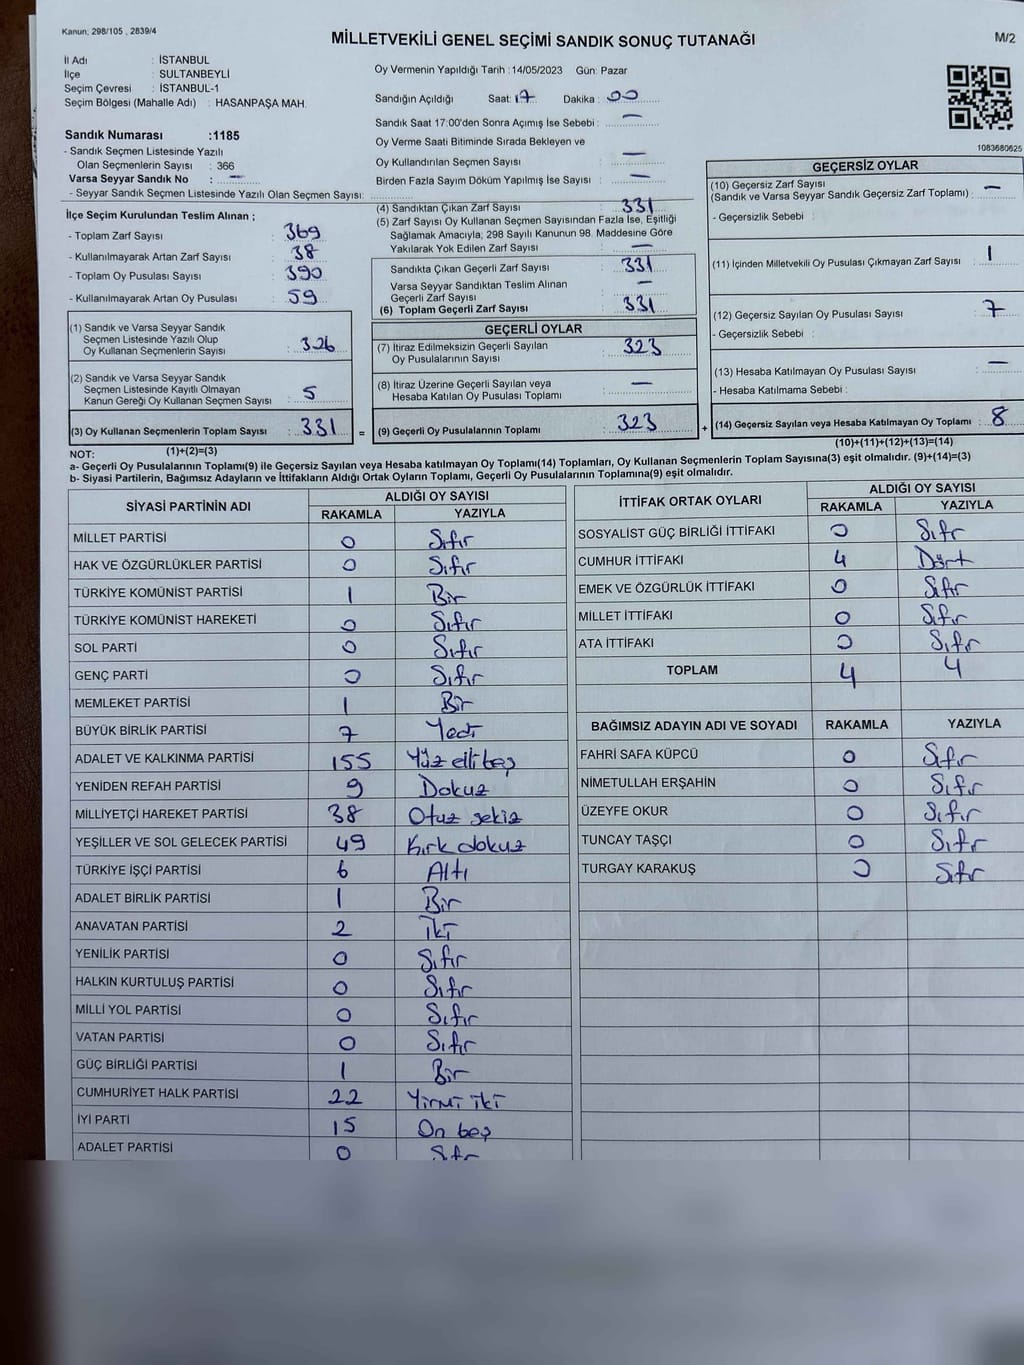 Kanun; 298/105 , 2839/4
MİLLETVEKİLİ GENEL SEÇİMİ SANDIK SONUÇ TUTANAĞI
M/2
İl Adı : İSTANBUL
İlçe : SULTANBEYLİ
Seçim Çevresi : İSTANBUL-1
Seçim Bölgesi (Mahalle Adı) : HASANPAŞA MAH.
Sandık Numarası :1185
- Sandık Seçmen Listesinde Yazılı
Olan Seçmenlerin Sayısı : 366
Varsa Seyyar Sandık No : —
- Seyyar Sandık Seçmen Listesinde Yazılı Olan Seçmen Sayısı:
Oy Vermenin Yapıldığı Tarih :14/05/2023 Gün: Pazar
Sandığın Açıldığı Saat: 17 Dakika : 00
Sandık Saat 17:00'den Sonra Açımış İse Sebebi : —
Oy Verme Saati Bitiminde Sırada Bekleyen ve
Oy Kullandırılan Seçmen Sayısı : —
Birden Fazla Sayım Döküm Yapılmış İse Sayısı : —
1083680625
İlçe Seçim Kurulundan Teslim Alınan ;
- Toplam Zarf Sayısı : 369
- Kullanılmayarak Artan Zarf Sayısı : 38
- Toplam Oy Pusulası Sayısı : 390
- Kullanılmayarak Artan Oy Pusulası : 59
(1) Sandık ve Varsa Seyyar Sandık
Seçmen Listesinde Yazılı Olup
Oy Kullanan Seçmenlerin Sayısı : 326
(2) Sandık ve Varsa Seyyar Sandık
Seçmen Listesinde Kayıtlı Olmayan
Kanun Gereği Oy Kullanan Seçmen Sayısı : 5
(3) Oy Kullanan Seçmenlerin Toplam Sayısı : 331
(1)+(2)=(3)
(4) Sandıktan Çıkan Zarf Sayısı : 331
(5) Zarf Sayısı Oy Kullanan Seçmen Sayısından Fazla İse, Eşitliği
Sağlamak Amacıyla; 298 Sayılı Kanunun 98. Maddesine Göre
Yakılarak Yok Edilen Zarf Sayısı : —
Sandıkta Çıkan Geçerli Zarf Sayısı : 331
Varsa Seyyar Sandıktan Teslim Alınan
Geçerli Zarf Sayısı : —
(6) Toplam Geçerli Zarf Sayısı : 331
GEÇERLİ OYLAR
(7) İtiraz Edilmeksizin Geçerli Sayılan
Oy Pusulalarının Sayısı : 323
(8) İtiraz Üzerine Geçerli Sayılan veya
Hesaba Katılan Oy Pusulası Toplamı : —
= (9) Geçerli Oy Pusulalarının Toplamı : 323
GEÇERSİZ OYLAR
(10) Geçersiz Zarf Sayısı
(Sandık ve Varsa Seyyar Sandık Geçersiz Zarf Toplamı) : —
- Geçersizlik Sebebi :
(11) İçinden Milletvekili Oy Pusulası Çıkmayan Zarf Sayısı : 1
(12) Geçersiz Sayılan Oy Pusulası Sayısı : 7
- Geçersizlik Sebebi :
(13) Hesaba Katılmayan Oy Pusulası Sayısı : —
- Hesaba Katılmama Sebebi :
+ (14) Geçersiz Sayılan veya Hesaba Katılmayan Oy Toplamı : 8
(10)+(11)+(12)+(13)=(14)
NOT:
a- Geçerli Oy Pusulalarının Toplamı(9) ile Geçersiz Sayılan veya Hesaba katılmayan Oy Toplamı(14) Toplamları, Oy Kullanan Seçmenlerin Toplam Sayısına(3) eşit olmalıdır. (9)+(14)=(3)
b- Siyasi Partilerin, Bağımsız Adayların ve İttifakların Aldığı Ortak Oyların Toplamı, Geçerli Oy Pusulalarının Toplamına(9) eşit olmalıdır.
SİYASİ PARTİNİN ADI ALDIĞI OY SAYISI
RAKAMLA YAZIYLA
MİLLET PARTİSİ 0 Sıfır
HAK VE ÖZGÜRLÜKLER PARTİSİ 0 Sıfır
TÜRKİYE KOMÜNİST PARTİSİ 1 Bir
TÜRKİYE KOMÜNİST HAREKETİ 0 Sıfır
SOL PARTİ 0 Sıfır
GENÇ PARTİ 0 Sıfır
MEMLEKET PARTİSİ 1 Bir
BÜYÜK BİRLİK PARTİSİ 7 Yedi
ADALET VE KALKINMA PARTİSİ 155 Yüz elli beş
YENİDEN REFAH PARTİSİ 9 Dokuz
MİLLİYETÇİ HAREKET PARTİSİ 38 Otuz sekiz
YEŞİLLER VE SOL GELECEK PARTİSİ 49 Kırk dokuz
TÜRKİYE İŞÇİ PARTİSİ 6 Altı
ADALET BİRLİK PARTİSİ 1 Bir
ANAVATAN PARTİSİ 2 İki
YENİLİK PARTİSİ 0 Sıfır
HALKIN KURTULUŞ PARTİSİ 0 Sıfır
MİLLİ YOL PARTİSİ 0 Sıfır
VATAN PARTİSİ 0 Sıfır
GÜÇ BİRLİĞİ PARTİSİ 1 Bir
CUMHURİYET HALK PARTİSİ 22 Yirmi iki
İYİ PARTİ 15 On beş
ADALET PARTİSİ 0 Sıfır
İTTİFAK ORTAK OYLARI ALDIĞI OY SAYISI
RAKAMLA YAZIYLA
SOSYALİST GÜÇ BİRLİĞİ İTTİFAKI 0 Sıfır
CUMHUR İTTİFAKI 4 Dört
EMEK VE ÖZGÜRLÜK İTTİFAKI 0 Sıfır
MİLLET İTTİFAKI 0 Sıfır
ATA İTTİFAKI 0 Sıfır
TOPLAM 4 4
BAĞIMSIZ ADAYIN ADI VE SOYADI RAKAMLA YAZIYLA
FAHRİ SAFA KÜPCÜ 0 Sıfır
NİMETULLAH ERŞAHİN 0 Sıfır
ÜZEYFE OKUR 0 Sıfır
TUNCAY TAŞÇI 0 Sıfır
TURGAY KARAKUŞ 0 Sıfır